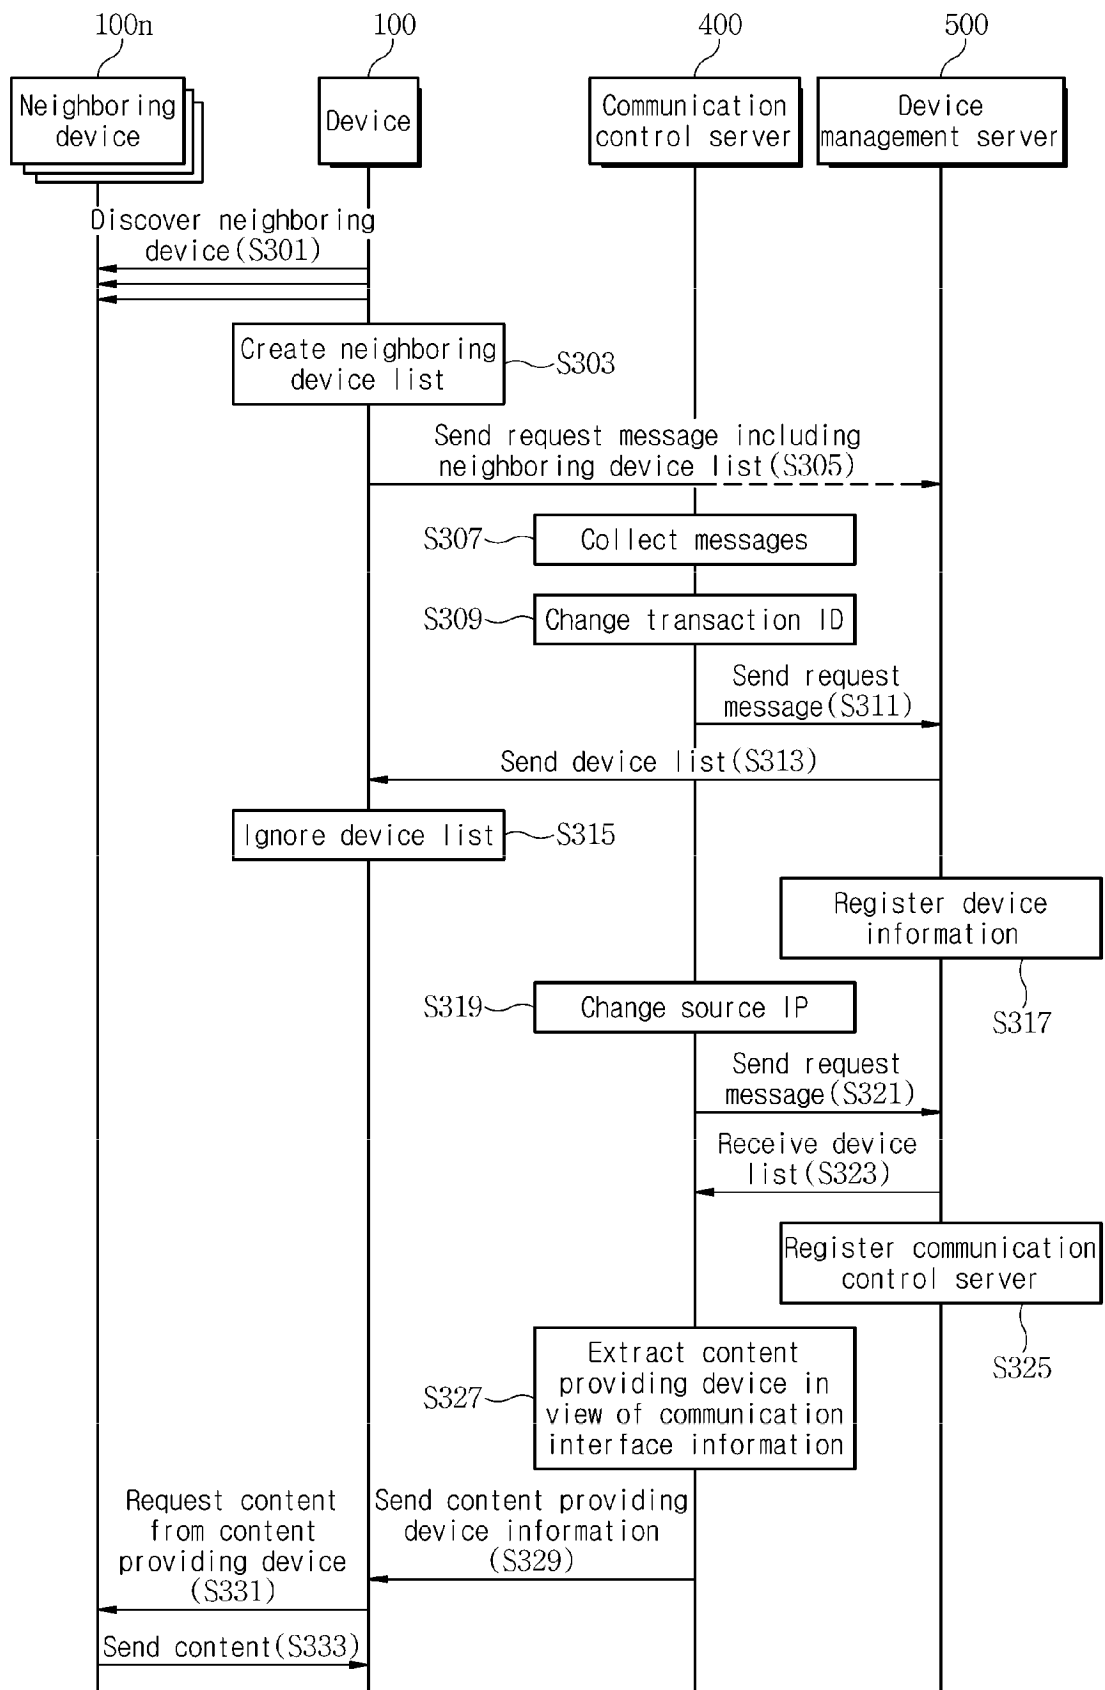 100n
100
400
500
Neighboring
device
Device
Communication
control server
Device
management server
Discover neighboring
device(S301)
Create neighboring
device list
S303
Send request message including
neighboring device list(S305)
S307
Collect messages
S309
Change transaction ID
Send request
message(S311)
Send device list(S313)
Ignore device list
S315
Register device
information
S317
S319
Change source IP
Send request
message(S321)
Receive device
list(S323)
Register communication
control server
S325
S327
Extract content
providing device in
view of communication
interface information
Send content providing
device information
(S329)
Request content
from content
providing device
(S331)
Send content(S333)